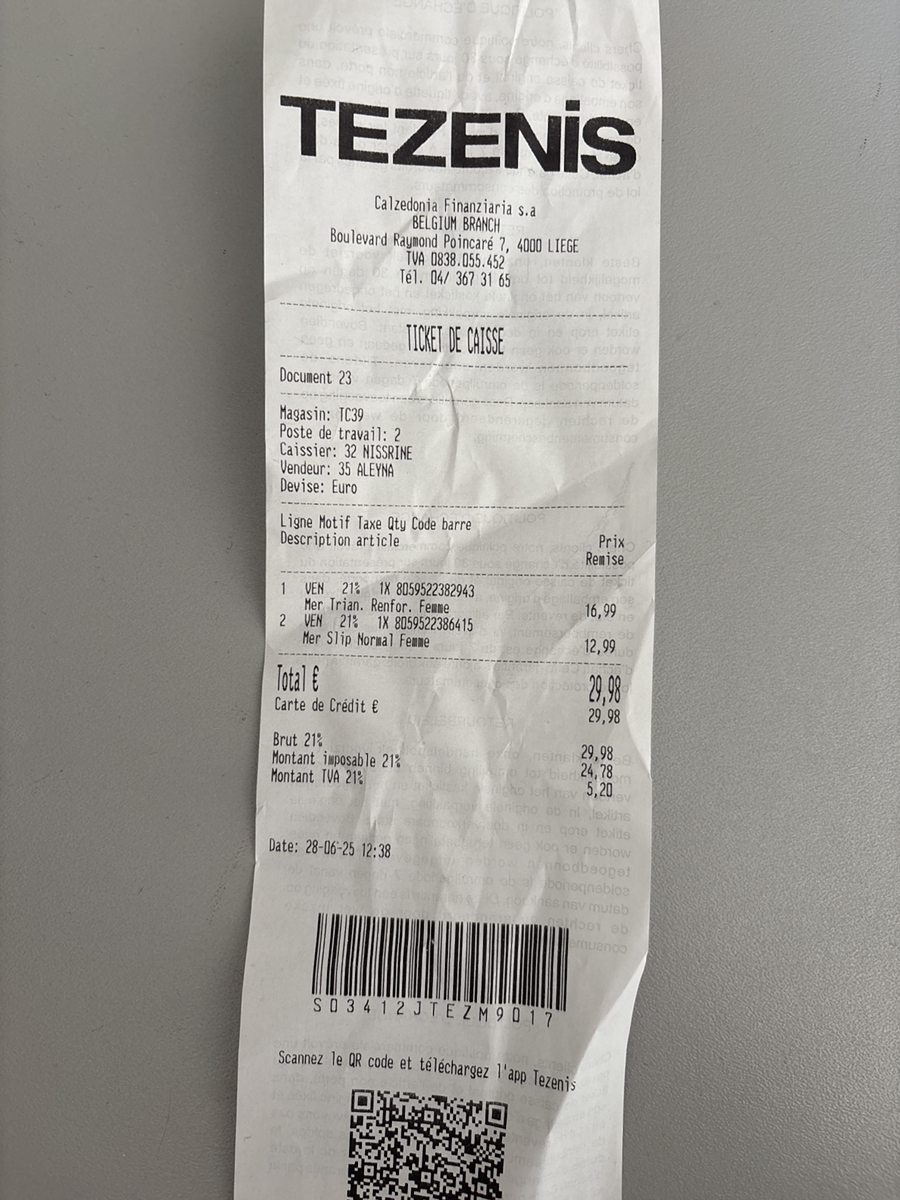 TEZENIS
Calzedonia Finanziaria s.a
BELGIUM BRANCH
Boulevard Raymond Poincaré 7, 4000 LIEGE
TVA 0838.055.452
Tél. 04/ 367 31 65
TICKET DE CAISSE
Document 23
Magasin: TC39
Poste de travail: 2
Caissier: 32 NISSRINE
Vendeur: 35 ALEYNA
Devise: Euro
Ligne Motif Taxe Qty Code barre
Description article Prix
Remise
1 VEN 21% 1X 8059522382943
Mer Trian. Renfor. Femme 16,99
2 VEN 21% 1X 8059522386415
Mer Slip Normal Femme 12,99
Total € 29,98
Carte de Crédit € 29,98
Brut 21% 29,98
Montant imposable 21% 24,78
Montant TVA 21% 5,20
Date: 28-06-25 12:38
S03412JTEZM9017
Scannez le QR code et téléchargez l'app Tezenis